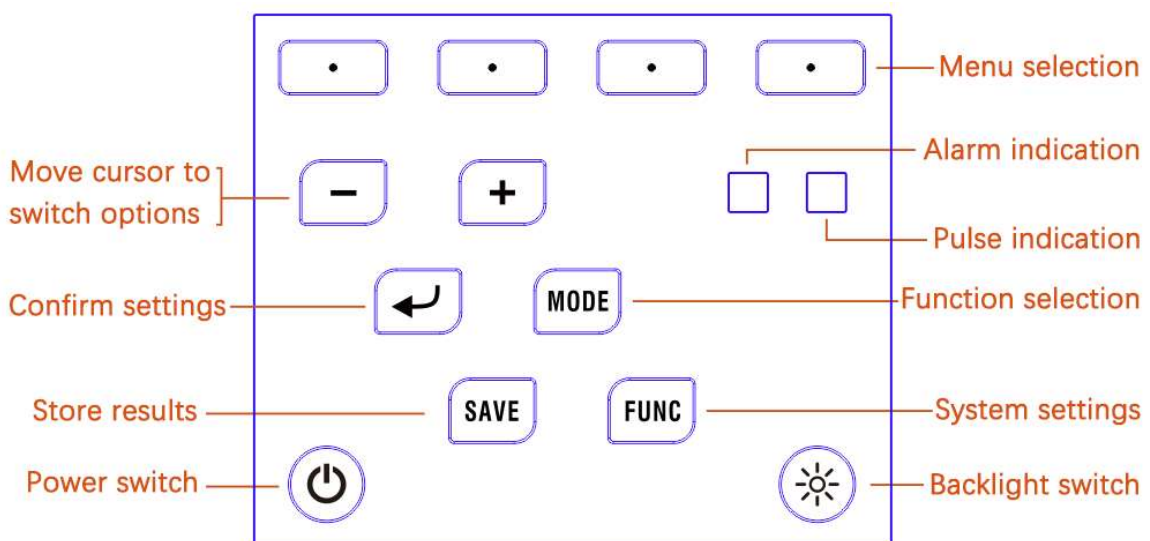 Menu selection
Alarm indication
Move cursor to
switch options
− +
Pulse indication
Confirm settings
MODE
Function selection
Store results
SAVE
FUNC
System settings
Power switch
Backlight switch